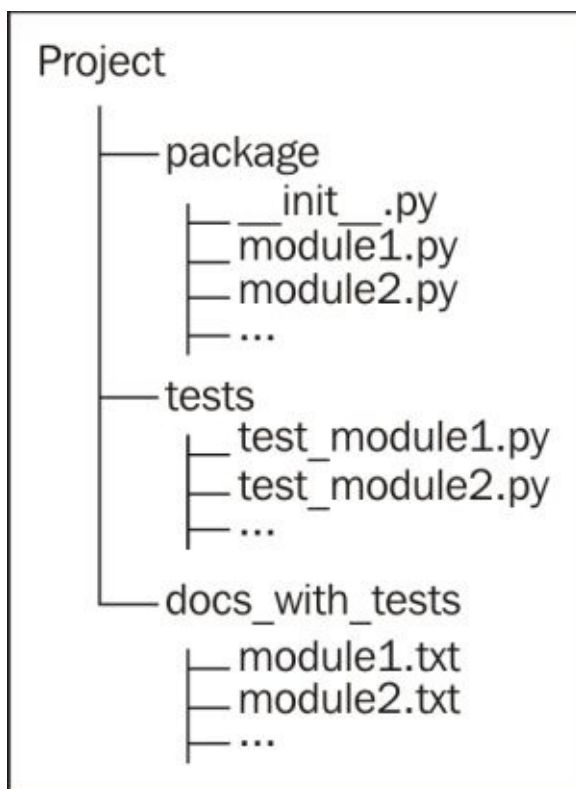 Project
package
__init__.py
module1.py
module2.py
...
tests
test_module1.py
test_module2.py
...
docs_with_tests
module1.txt
module2.txt
...